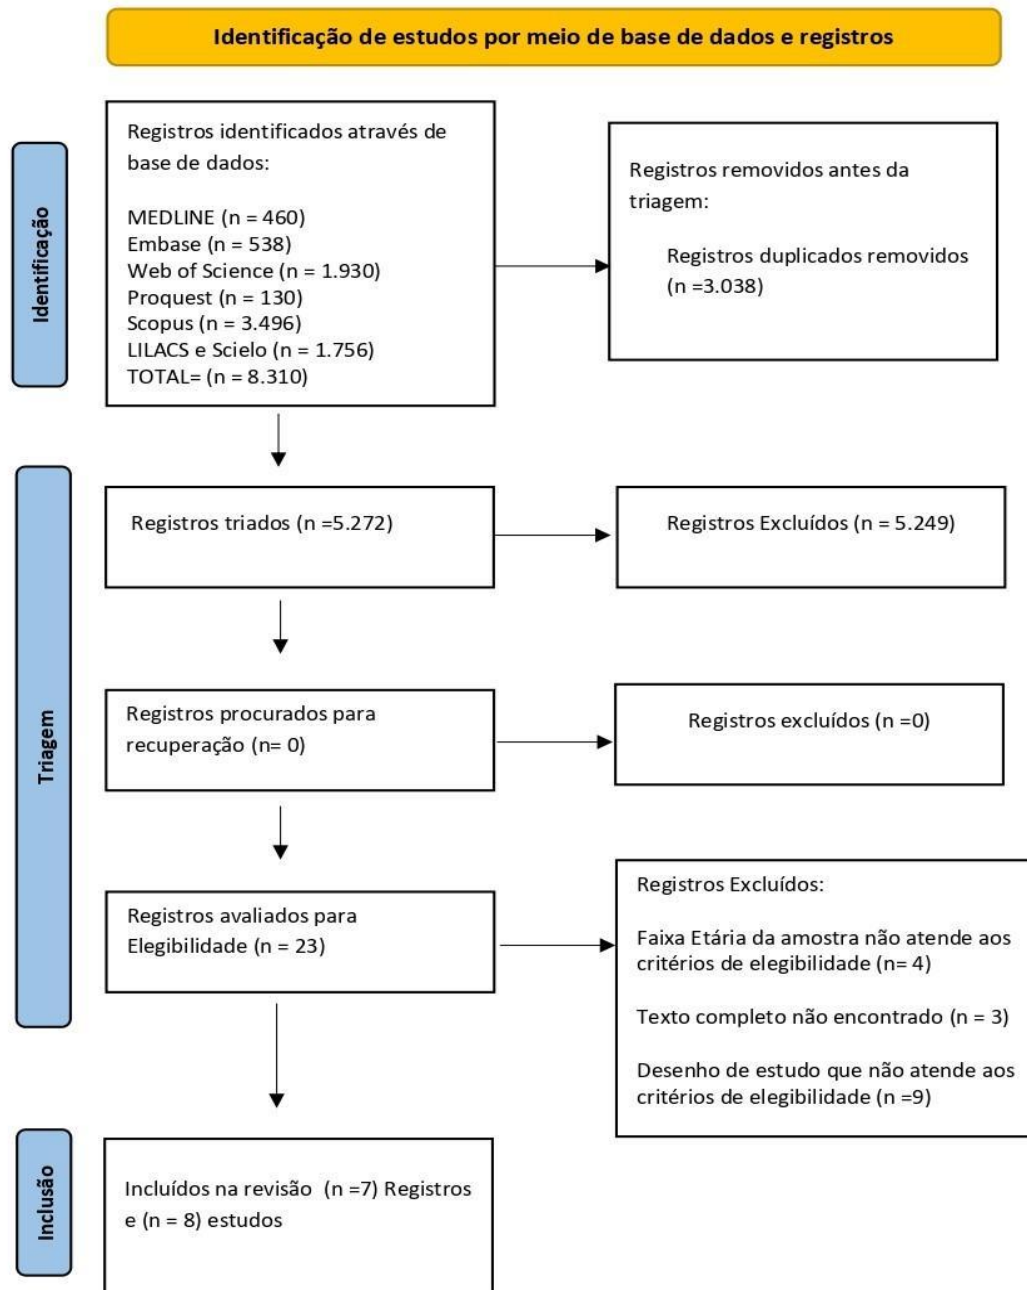 Identificação de estudos por meio de base de dados e registros
Identificação
Registros identificados através de
base de dados:
MEDLINE (n = 460)
Embase (n = 538)
Web of Science (n = 1.930)
Proquest (n = 130)
Scopus (n = 3.496)
LILACS e Scielo (n = 1.756)
TOTAL= (n = 8.310)
Registros removidos antes da
triagem:
Registros duplicados removidos
(n =3.038)
Triagem
Registros triados (n =5.272)
Registros Excluídos (n = 5.249)
Registros procurados para
recuperação (n= 0)
Registros excluídos (n =0)
Registros avaliados para
Elegibilidade (n = 23)
Registros Excluídos:
Faixa Etária da amostra não atende aos
critérios de elegibilidade (n= 4)
Texto completo não encontrado (n = 3)
Desenho de estudo que não atende aos
critérios de elegibilidade (n =9)
Inclusão
Incluídos na revisão (n =7) Registros
e (n = 8) estudos